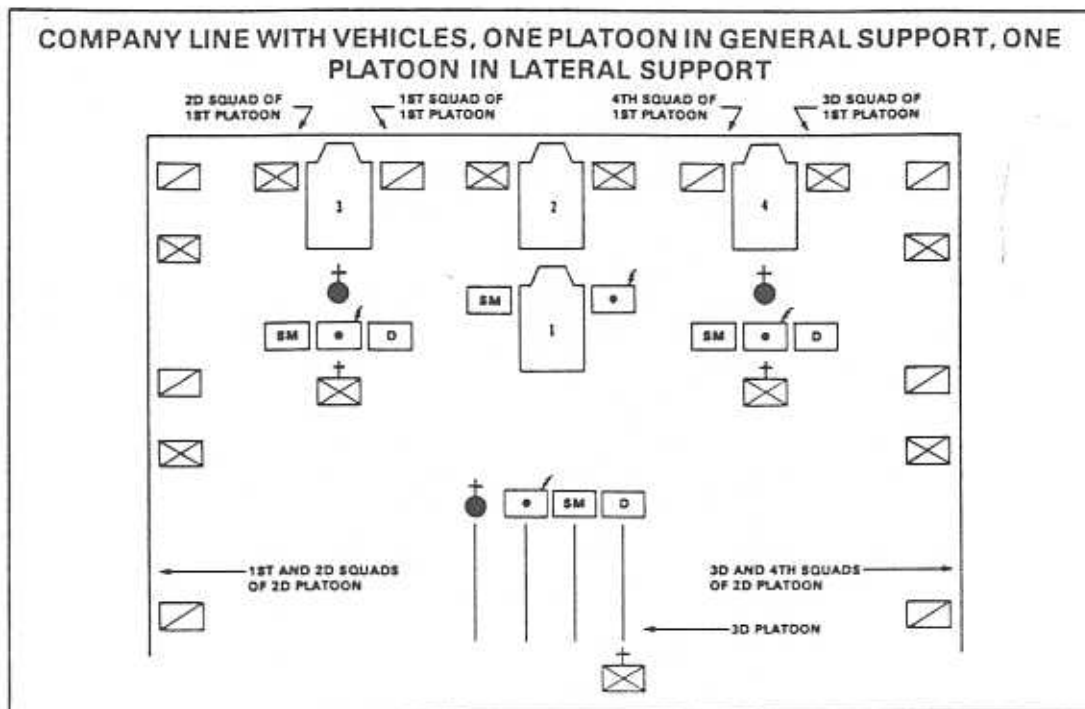 COMPANY LINE WITH VEHICLES, ONE PLATOON IN GENERAL SUPPORT, ONE
PLATOON IN LATERAL SUPPORT
2D SQUAD OF
1ST PLATOON
1ST SQUAD OF
1ST PLATOON
4TH SQUAD OF
1ST PLATOON
3D SQUAD OF
1ST PLATOON
3
2
4
SM
1
SM
D
SM
D
SM
D
1ST AND 2D SQUADS
OF 2D PLATOON
3D AND 4TH SQUADS
OF 2D PLATOON
3D PLATOON